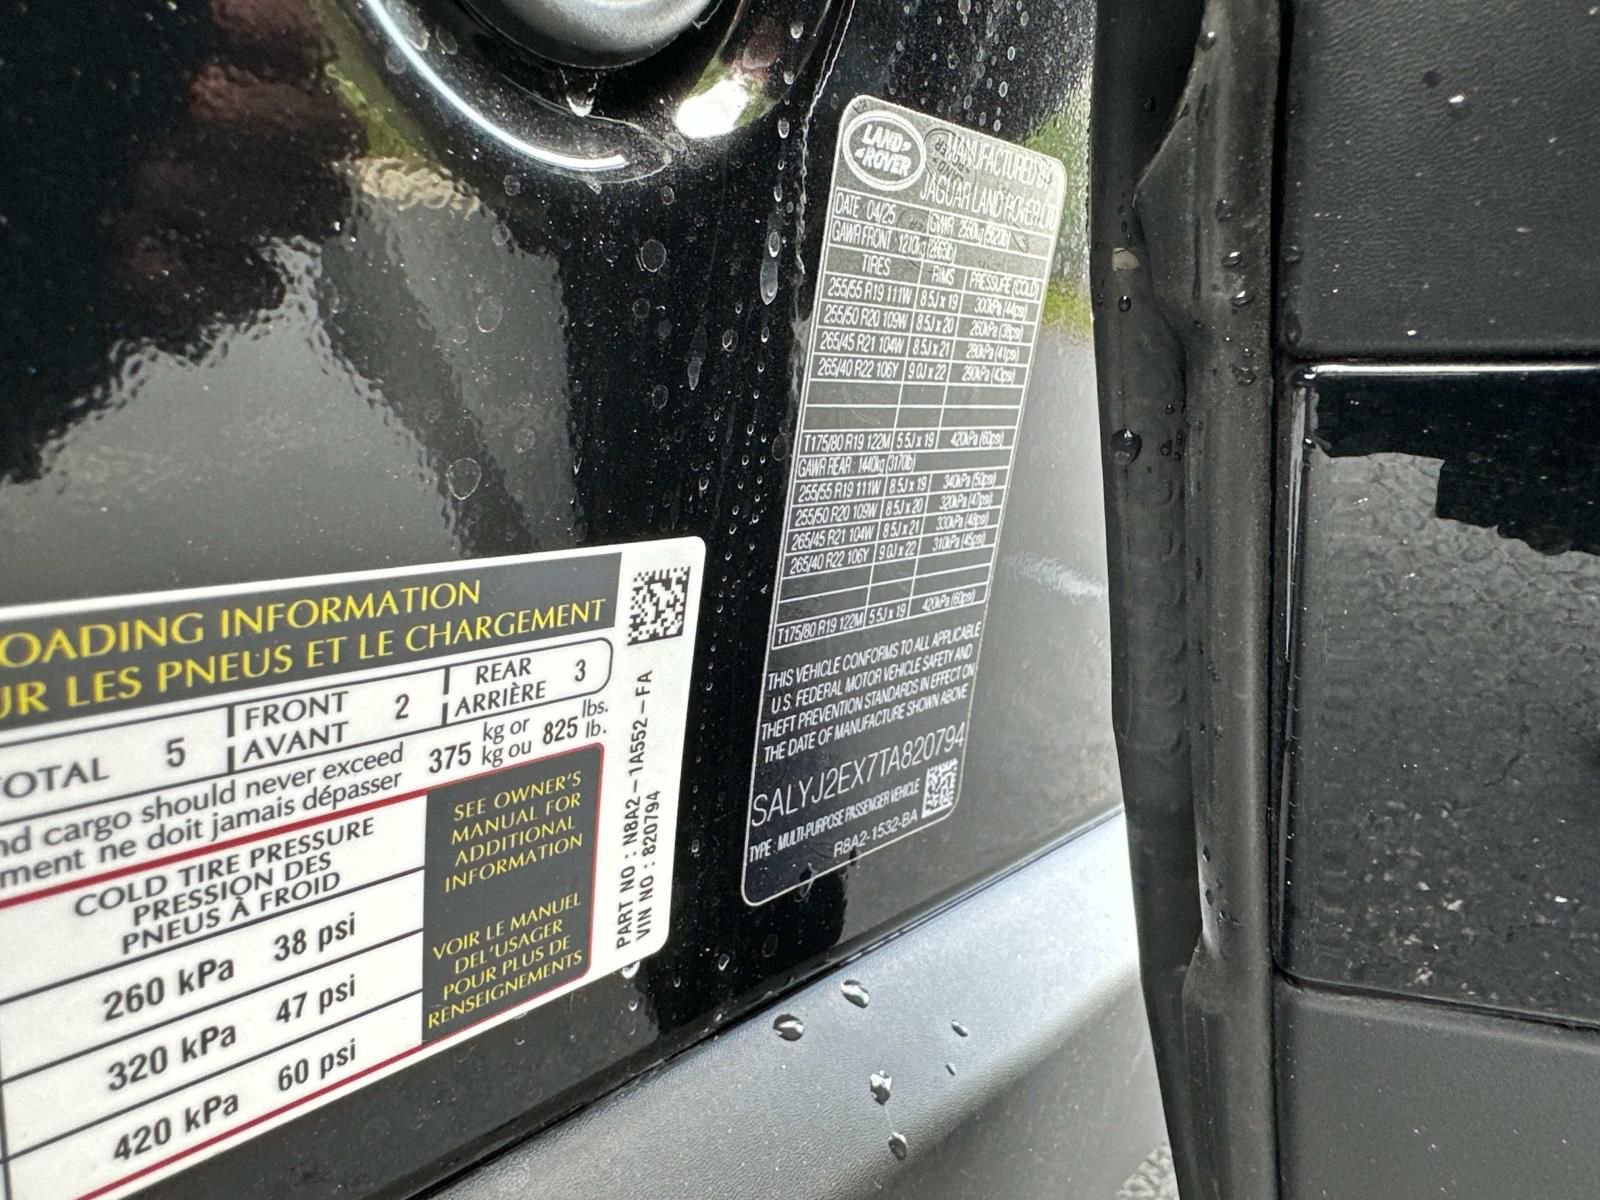 LAND ROVER
MANUFACTURED BY
JAGUAR LAND ROVER LTD
DATE 04/25 GVWR 2550kg (5620lb)
GAWR FRONT 1210kg (2665lb)
TIRES RIMS PRESSURE (COLD)
255/55 R19 111W 8.5J x 19 300kPa (44psi)
255/50 R20 109W 8.5J x 20 260kPa (38psi)
265/45 R21 104W 8.5J x 21 280kPa (41psi)
265/40 R22 106Y 9.0J x 22 290kPa (43psi)
T175/80 R19 122M 5.5J x 19 420kPa (60psi)
GAWR REAR 1440kg (3170lb)
255/55 R19 111W 8.5J x 19 340kPa (50psi)
255/50 R20 109W 8.5J x 20 320kPa (47psi)
265/45 R21 104W 8.5J x 21 330kPa (48psi)
265/40 R22 106Y 9.0J x 22 310kPa (45psi)
T175/80 R19 122M 5.5J x 19 420kPa (60psi)
THIS VEHICLE CONFORMS TO ALL APPLICABLE
U.S. FEDERAL MOTOR VEHICLE SAFETY AND
THEFT PREVENTION STANDARDS IN EFFECT ON
THE DATE OF MANUFACTURE SHOWN ABOVE
SALYJ2EX7TA820794
TYPE : MULTI-PURPOSE PASSENGER VEHICLE
R8A2-1532-BA
OADING INFORMATION
UR LES PNEUS ET LE CHARGEMENT
TOTAL 5 FRONT AVANT 2 REAR ARRIÈRE 3
nd cargo should never exceed 375 kg or 825 lbs.
ment ne doit jamais dépasser kg ou lb.
COLD TIRE PRESSURE
PRESSION DES
PNEUS À FROID
260 kPa 38 psi
320 kPa 47 psi
420 kPa 60 psi
SEE OWNER'S
MANUAL FOR
ADDITIONAL
INFORMATION
VOIR LE MANUEL
DEL'USAGER
POUR PLUS DE
RENSEIGNEMENTS
PART NO : N8A2-1A552-FA
VIN NO : 820794